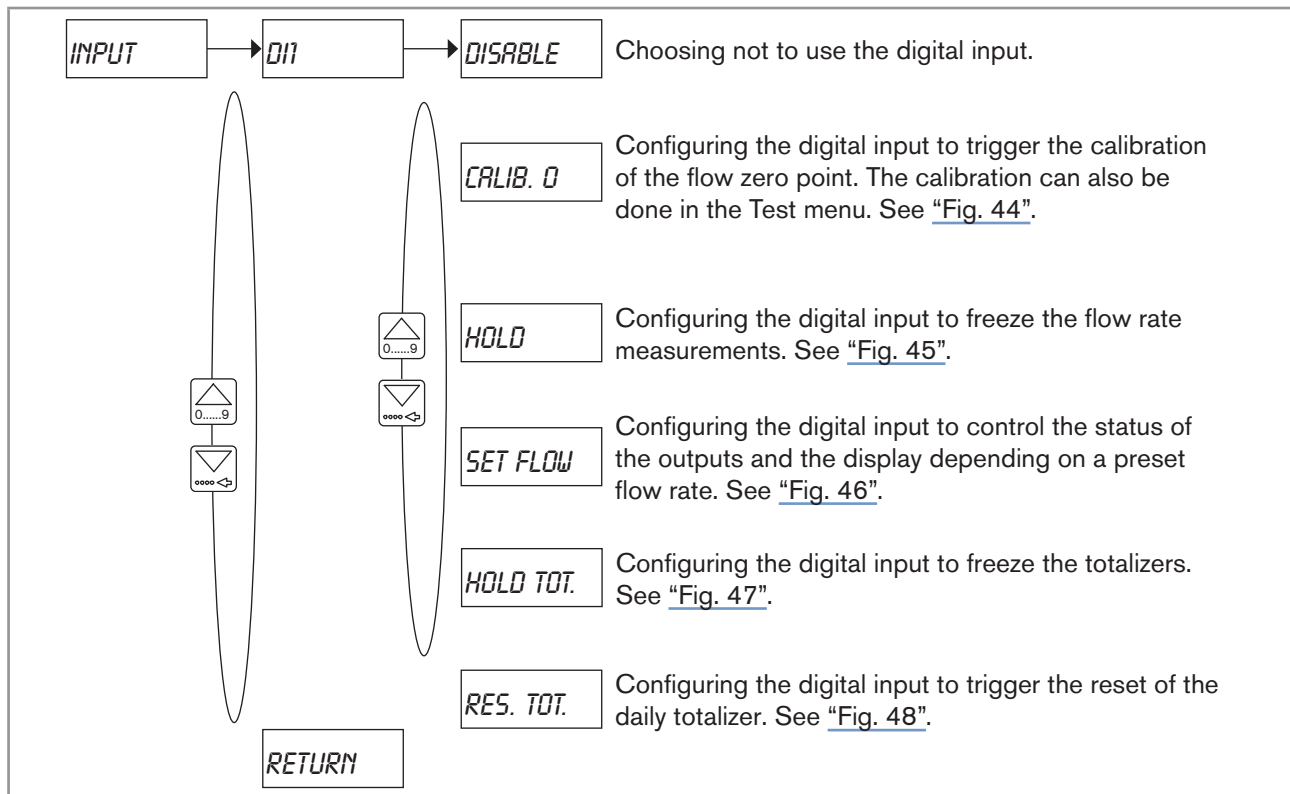 INPUT
DI1
DISABLE
Choosing not to use the digital input.
CALIB. 0
Configuring the digital input to trigger the calibration
of the flow zero point. The calibration can also be
done in the Test menu. See “Fig. 44”.
HOLD
Configuring the digital input to freeze the flow rate
measurements. See “Fig. 45”.
0......9
0......9
SET FLOW
Configuring the digital input to control the status of
the outputs and the display depending on a preset
flow rate. See “Fig. 46”.
HOLD TOT.
Configuring the digital input to freeze the totalizers.
See “Fig. 47”.
RES. TOT.
Configuring the digital input to trigger the reset of the
daily totalizer. See “Fig. 48”.
RETURN